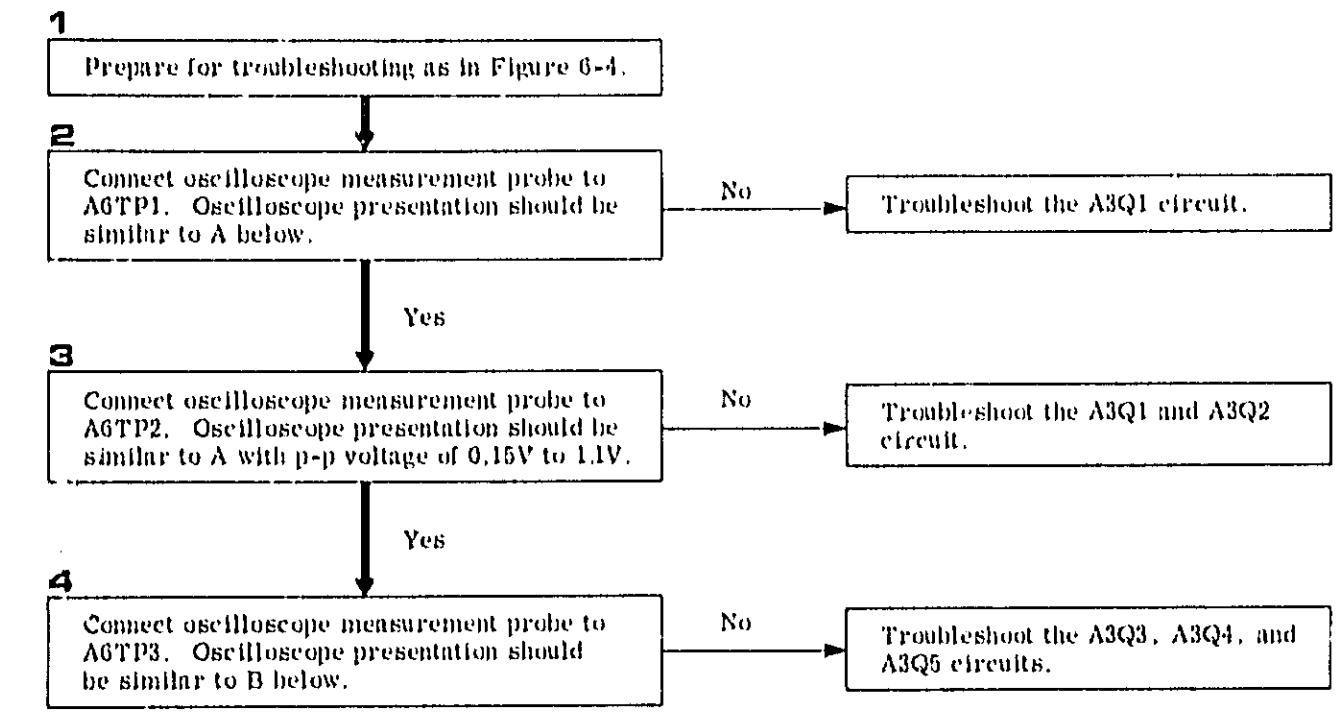 1
Prepare for troubleshooting as in Figure 6-4.
2
Connect oscilloscope measurement probe to
A6TP1. Oscilloscope presentation should be
similar to A below.
No
Troubleshoot the A3Q1 circuit.
Yes
3
Connect oscilloscope measurement probe to
A6TP2. Oscilloscope presentation should be
similar to A with p-p voltage of 0.15V to 1.1V.
No
Troubleshoot the A3Q1 and A3Q2
circuit.
Yes
4
Connect oscilloscope measurement probe to
A6TP3. Oscilloscope presentation should
be similar to B below.
No
Troubleshoot the A3Q3, A3Q4, and
A3Q5 circuits.